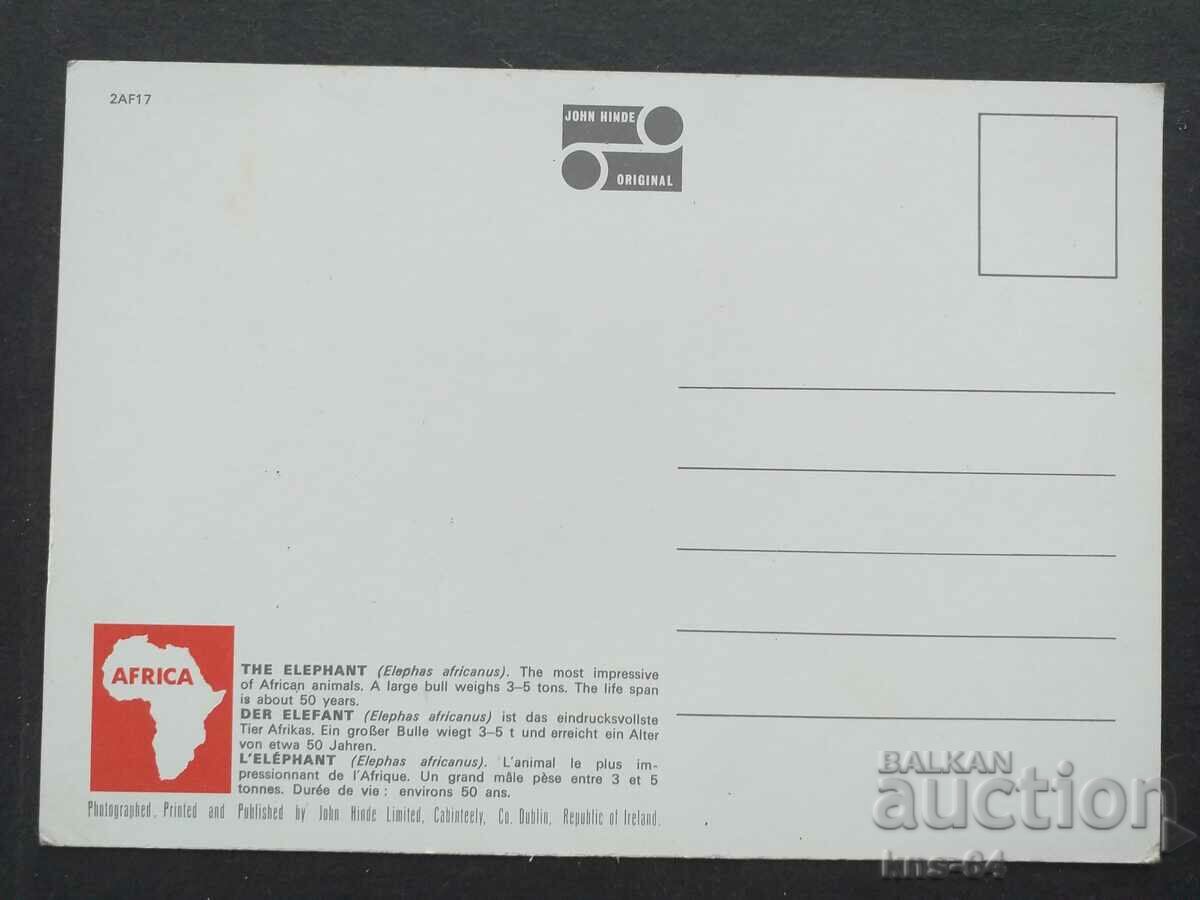 2AF17
JOHN HINDE
ORIGINAL
AFRICA
THE ELEPHANT (Elephas africanus). The most impressive
of African animals. A large bull weighs 3–5 tons. The life span
is about 50 years.
DER ELEFANT (Elephas africanus) ist das eindrucksvollste
Tier Afrikas. Ein großer Bulle wiegt 3–5 t und erreicht ein Alter
von etwa 50 Jahren.
L'ELÉPHANT (Elephas africanus). L'animal le plus im-
pressionnant de l'Afrique. Un grand mâle pèse entre 3 et 5
tonnes. Durée de vie : environs 50 ans.
Photographed, Printed and Published by John Hinde Limited, Cabinteely, Co. Dublin, Republic of Ireland.
BALKAN
auction
kns-64